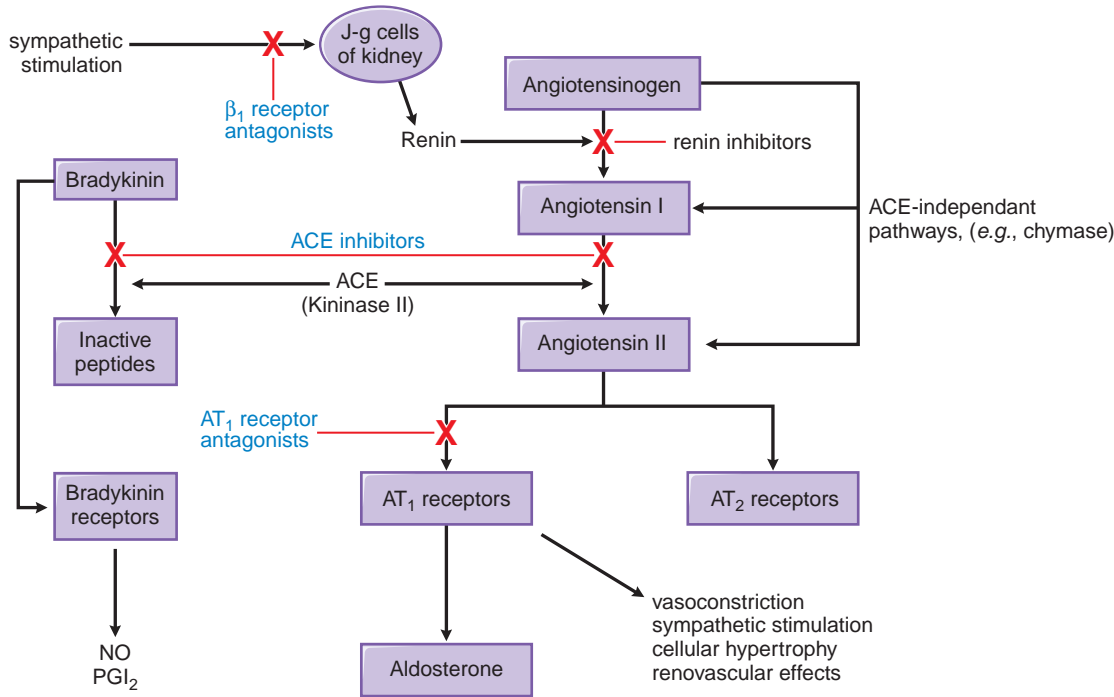 sympathetic
stimulation
J-g cells
of kidney
β₁ receptor
antagonists
Angiotensinogen
Renin
renin inhibitors
Bradykinin
Angiotensin I
ACE-independant
pathways, (e.g., chymase)
ACE inhibitors
ACE
(Kininase II)
Inactive
peptides
Angiotensin II
AT₁ receptor
antagonists
Bradykinin
receptors
AT₁ receptors
AT₂ receptors
vasoconstriction
sympathetic stimulation
cellular hypertrophy
renovascular effects
NO
PGI₂
Aldosterone